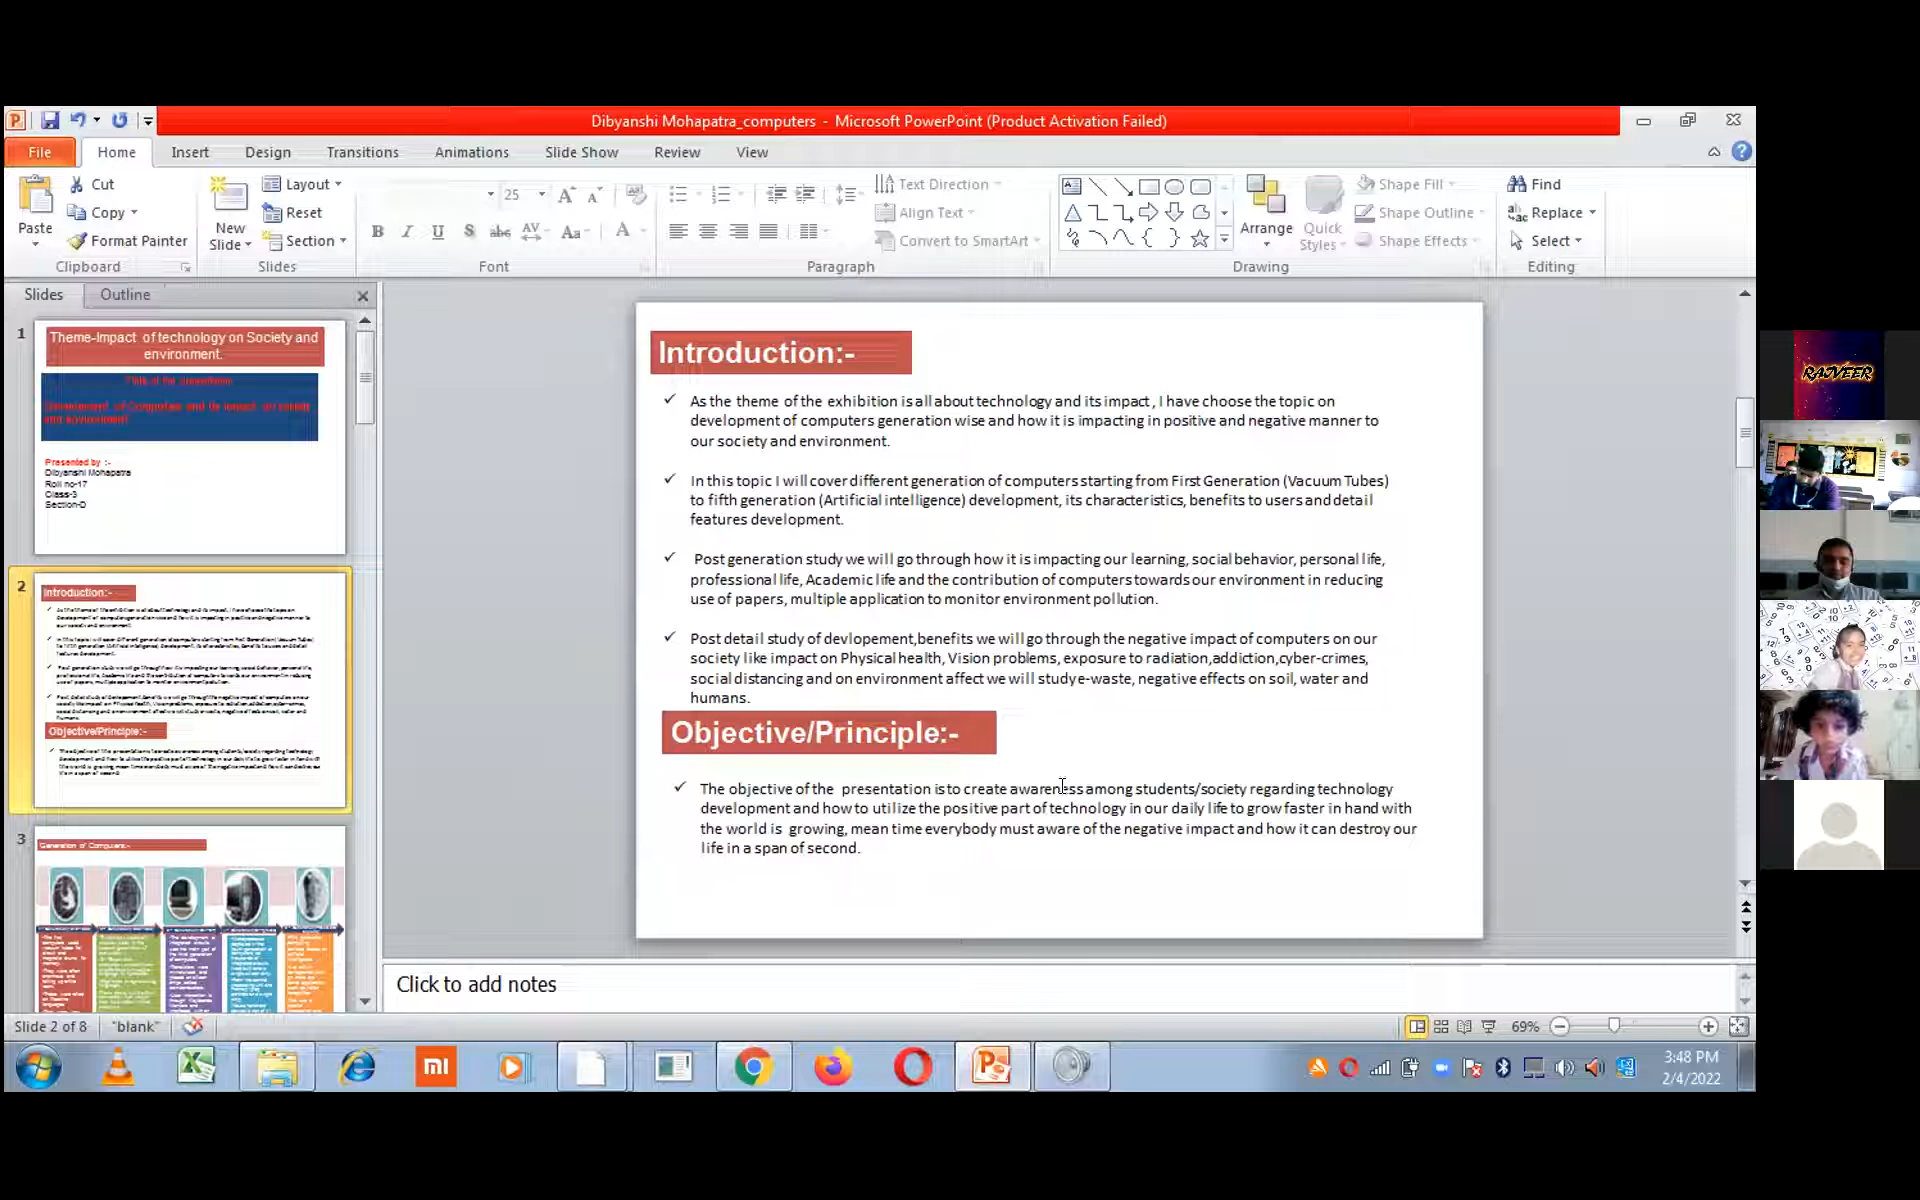 Dibyanshi Mohapatra_computers - Microsoft PowerPoint (Product Activation Failed)
File Home Insert Design Transitions Animations Slide Show Review View
Paste
Cut
Copy
Format Painter
Clipboard
New
Slide
Layout
Reset
Section
Slides
25
B I U S abc AV Aa A
Font
Text Direction
Align Text
Convert to SmartArt
Paragraph
Arrange
Quick
Styles
Shape Fill
Shape Outline
Shape Effects
Drawing
Find
Replace
Select
Editing
Slides Outline
1
Theme-Impact of technology on Society and
environment.
Presented by :-
Dibyanshi Mohapatra
Roll no-17
Class-3
Section-D
2
Introduction:-
Objective/Principle:-
3
Generation of Computers:-
Introduction:-
As the theme of the exhibition is all about technology and its impact , I have choose the topic on
development of computers generation wise and how it is impacting in positive and negative manner to
our society and environment.
In this topic I will cover different generation of computers starting from First Generation (Vacuum Tubes)
to fifth generation (Artificial intelligence) development, its characteristics, benefits to users and detail
features development.
Post generation study we will go through how it is impacting our learning, social behavior, personal life,
professional life, Academic life and the contribution of computers towards our environment in reducing
use of papers, multiple application to monitor environment pollution.
Post detail study of devlopement,benefits we will go through the negative impact of computers on our
society like impact on Physical health, Vision problems, exposure to radiation,addiction,cyber-crimes,
social distancing and on environment affect we will study e-waste, negative effects on soil, water and
humans.
Objective/Principle:-
The objective of the presentation is to create awareness among students/society regarding technology
development and how to utilize the positive part of technology in our daily life to grow faster in hand with
the world is growing, mean time everybody must aware of the negative impact and how it can destroy our
life in a span of second.
Click to add notes
Slide 2 of 8 "blank" 69%
3:48 PM
2/4/2022
RAJVEER